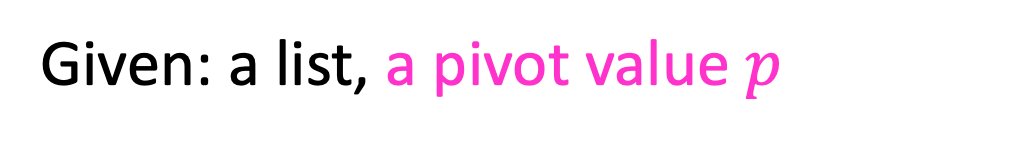 Given: a list, a pivot value 𝑝